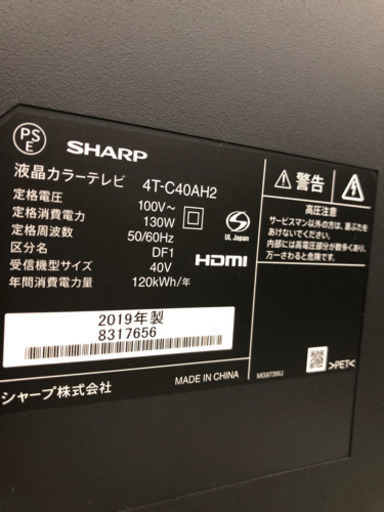 PS
E
SHARP
液晶カラーテレビ 4T-C40AH2
定格電圧 100V～
定格消費電力 130W
定格周波数 50/60Hz
区分名 DF1
受信機型サイズ 40V
年間消費電力量 120kWh/年
UL Japan
HDMI
警告
高圧注意
サービスマン以外の方は、裏ぶたを
あけないでください。
内部には高電圧部分が数多くあり、
万一さわると危険です。
2019年製
8317656
シャープ株式会社
MADE IN CHINA
>PET<